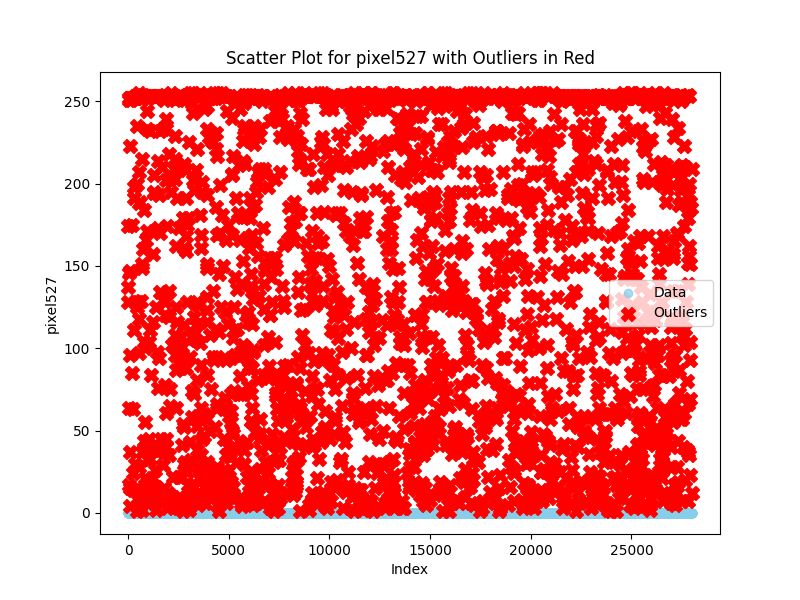 Scatter Plot for pixel527 with Outliers in Red
250
200
150
100
50
0
pixel527
Data
Outliers
0 5000 10000 15000 20000 25000
Index